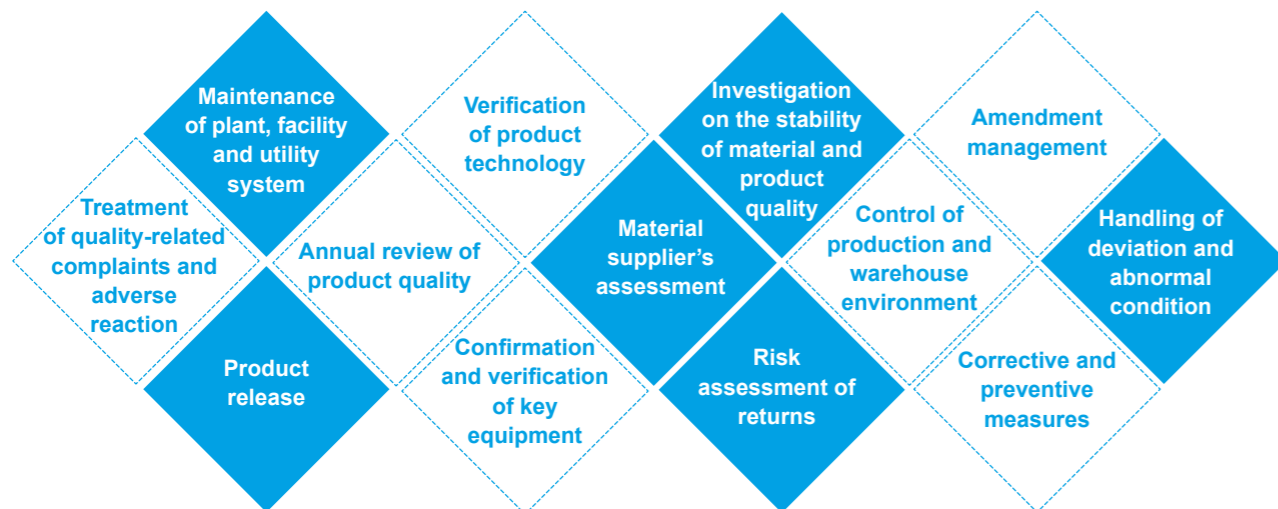 Maintenance
of plant, facility
and utility
system
Verification
of product
technology
Investigation
on the stability
of material and
product
quality
Amendment
management
Treatment
of quality-related
complaints and
adverse
reaction
Annual review of
product quality
Material
supplier’s
assessment
Control of
production and
warehouse
environment
Handling of
deviation and
abnormal
condition
Product
release
Confirmation
and verification
of key
equipment
Risk
assessment of
returns
Corrective and
preventive
measures